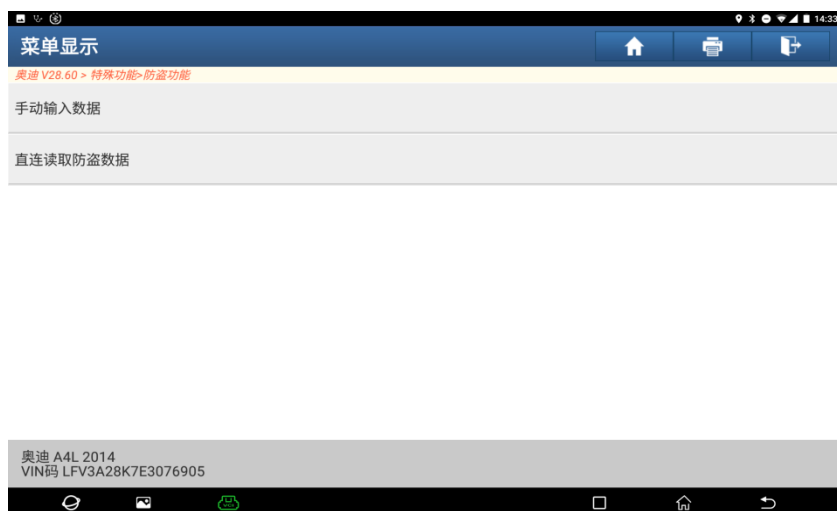 14:33
菜单显示
奥迪 V28.60 > 特殊功能>防盗功能
手动输入数据
直连读取防盗数据
奥迪 A4L 2014
VIN码 LFV3A28K7E3076905